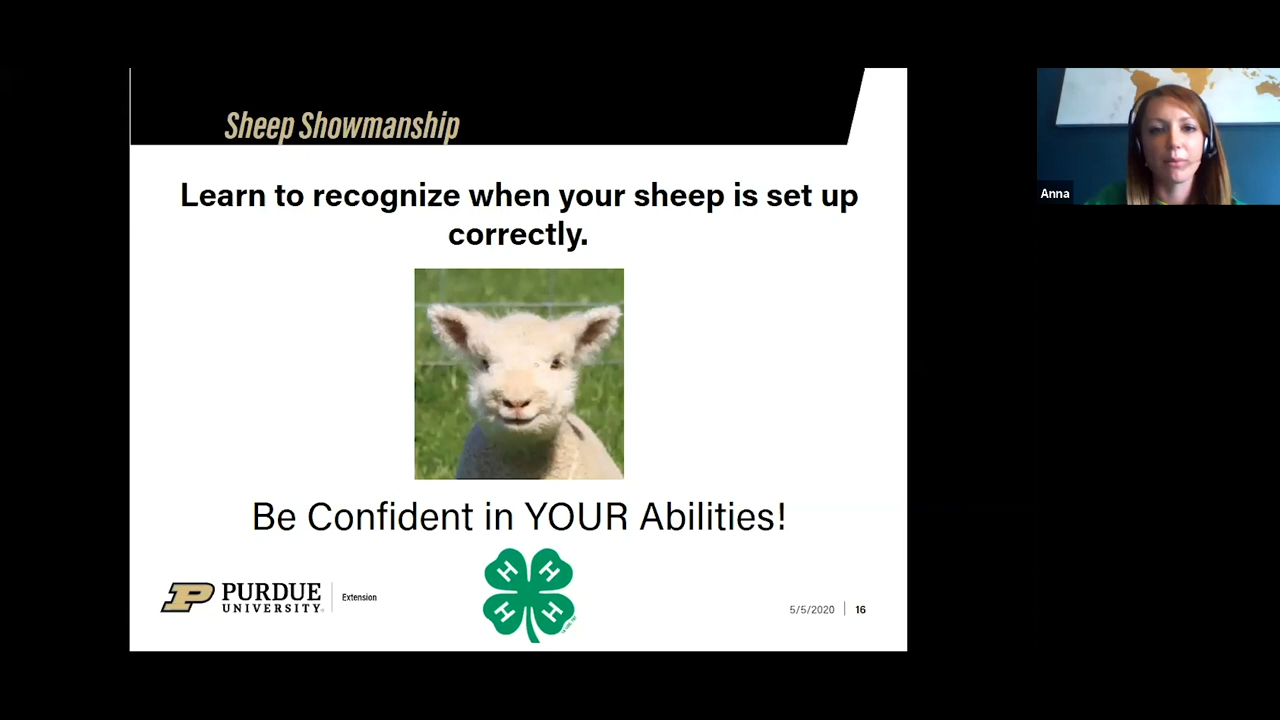 Sheep Showmanship
Learn to recognize when your sheep is set up
correctly.
Be Confident in YOUR Abilities!
H H
H H
P PURDUE
UNIVERSITY
Extension
5/5/2020 16
Anna